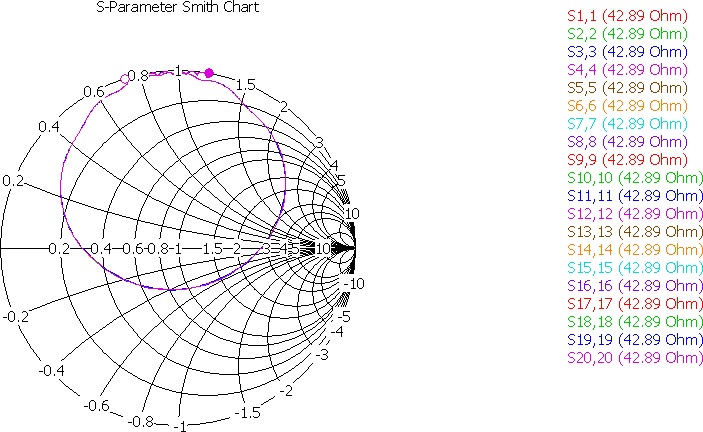 S-Parameter Smith Chart
S1,1 (42.89 Ohm)
S2,2 (42.89 Ohm)
S3,3 (42.89 Ohm)
S4,4 (42.89 Ohm)
S5,5 (42.89 Ohm)
S6,6 (42.89 Ohm)
S7,7 (42.89 Ohm)
S8,8 (42.89 Ohm)
S9,9 (42.89 Ohm)
S10,10 (42.89 Ohm)
S11,11 (42.89 Ohm)
S12,12 (42.89 Ohm)
S13,13 (42.89 Ohm)
S14,14 (42.89 Ohm)
S15,15 (42.89 Ohm)
S16,16 (42.89 Ohm)
S17,17 (42.89 Ohm)
S18,18 (42.89 Ohm)
S19,19 (42.89 Ohm)
S20,20 (42.89 Ohm)
0.8 1
0.6 1.5
2
0.4
3
4
0.2 5
10
0.2 0.4 0.6 0.8 1 1.5 2 3 4 5 10
-10
-0.2 -5
-4
-3
-0.4
-2
-0.6 -1.5
-0.8 -1